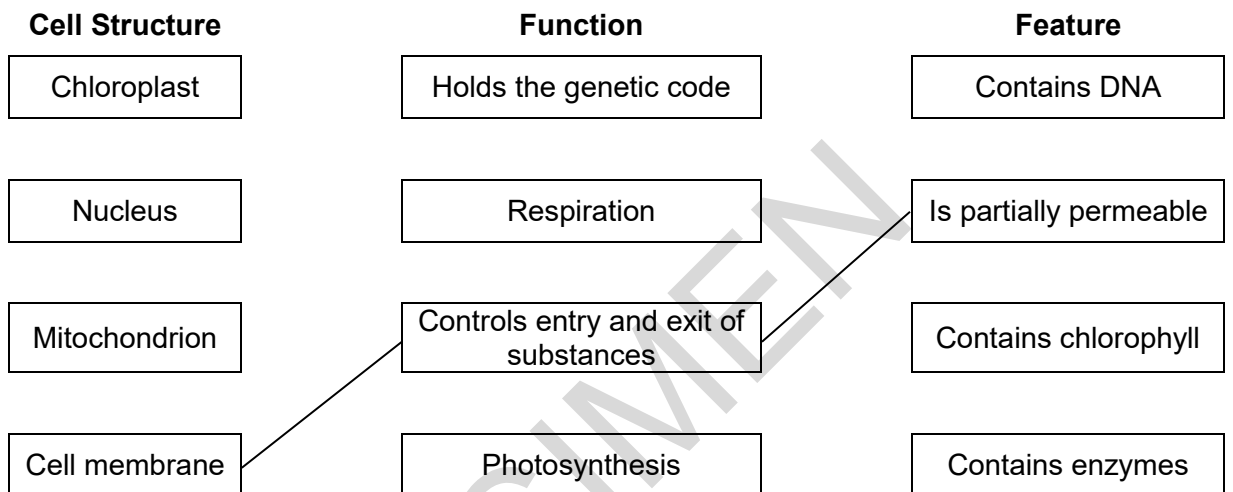 Cell Structure Function Feature
Chloroplast Holds the genetic code Contains DNA
Nucleus Respiration Is partially permeable
Mitochondrion Controls entry and exit of substances Contains chlorophyll
Cell membrane Photosynthesis Contains enzymes